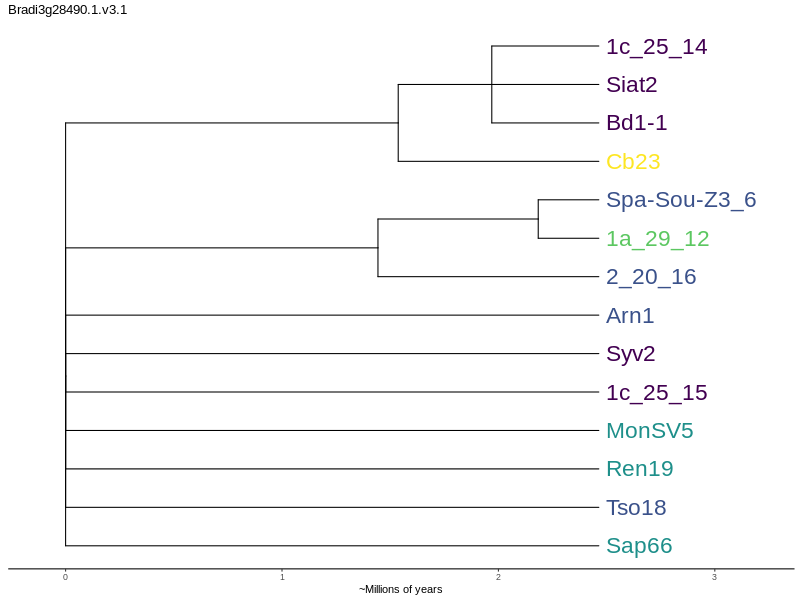 Bradi3g28490.1.v3.1
1c_25_14
Siat2
Bd1-1
Cb23
Spa-Sou-Z3_6
1a_29_12
2_20_16
Arn1
Syv2
1c_25_15
MonSV5
Ren19
Tso18
Sap66
0 1 2 3
~Millions of years